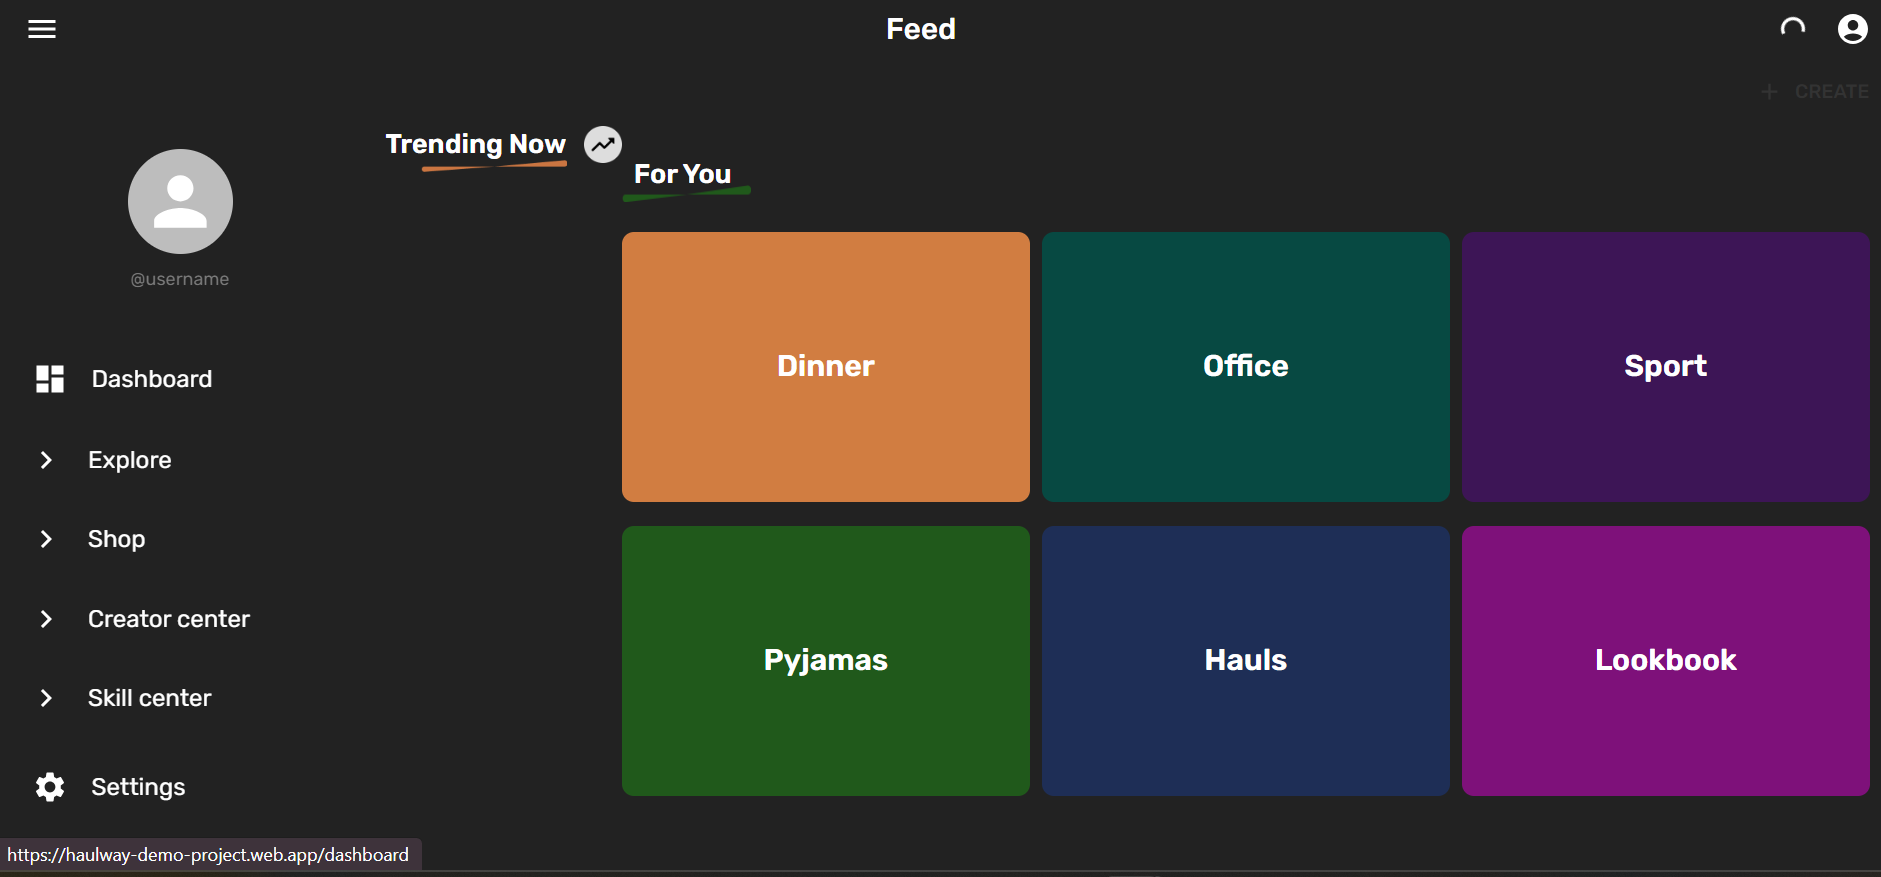 Feed
CREATE
Trending Now
For You
@username
Dashboard
Explore
Shop
Creator center
Skill center
Settings
Dinner
Office
Sport
Pyjamas
Hauls
Lookbook
https://haulway-demo-project.web.app/dashboard